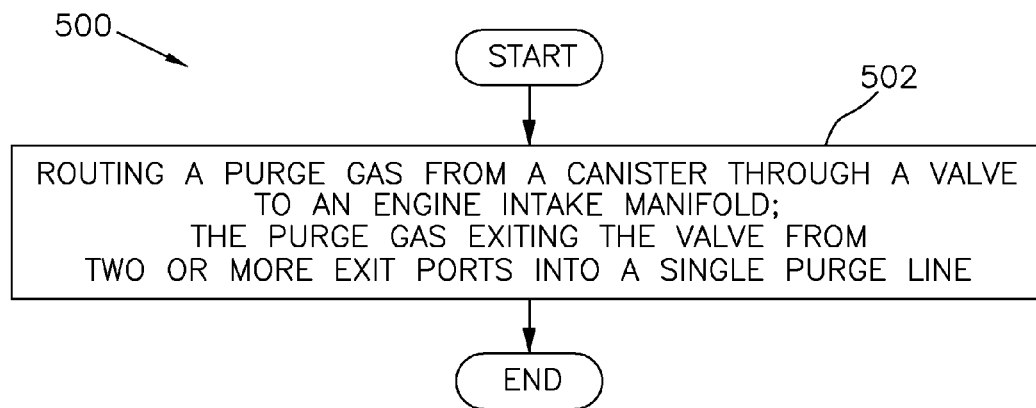 500
START
502
ROUTING A PURGE GAS FROM A CANISTER THROUGH A VALVE
TO AN ENGINE INTAKE MANIFOLD;
THE PURGE GAS EXITING THE VALVE FROM
TWO OR MORE EXIT PORTS INTO A SINGLE PURGE LINE
END